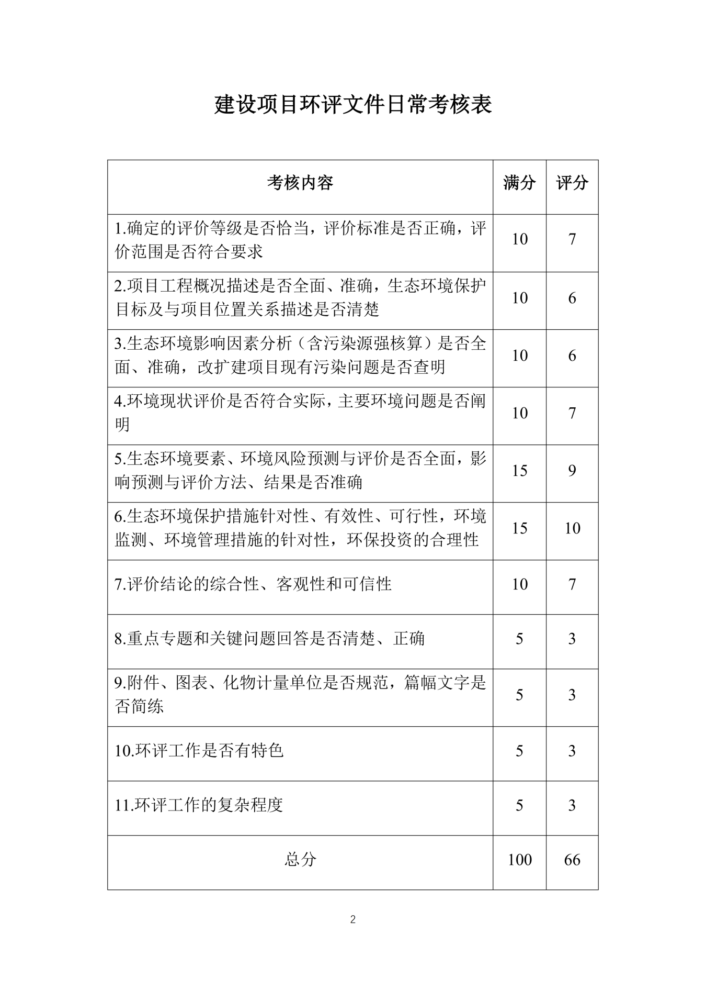 建设项目环评文件日常考核表
考核内容 满分 评分
1.确定的评价等级是否恰当，评价标准是否正确，评
价范围是否符合要求
10 7
2.项目工程概况描述是否全面、准确，生态环境保护
目标及与项目位置关系描述是否清楚
10 6
3.生态环境影响因素分析（含污染源强核算）是否全
面、准确，改扩建项目现有污染问题是否查明
10 6
4.环境现状评价是否符合实际，主要环境问题是否阐
明
10 7
5.生态环境要素、环境风险预测与评价是否全面，影
响预测与评价方法、结果是否准确
15 9
6.生态环境保护措施针对性、有效性、可行性，环境
监测、环境管理措施的针对性，环保投资的合理性
15 10
7.评价结论的综合性、客观性和可信性 10 7
8.重点专题和关键问题回答是否清楚、正确 5 3
9.附件、图表、化物计量单位是否规范，篇幅文字是
否简练
5 3
10.环评工作是否有特色 5 3
11.环评工作的复杂程度 5 3
总分 100 66
2